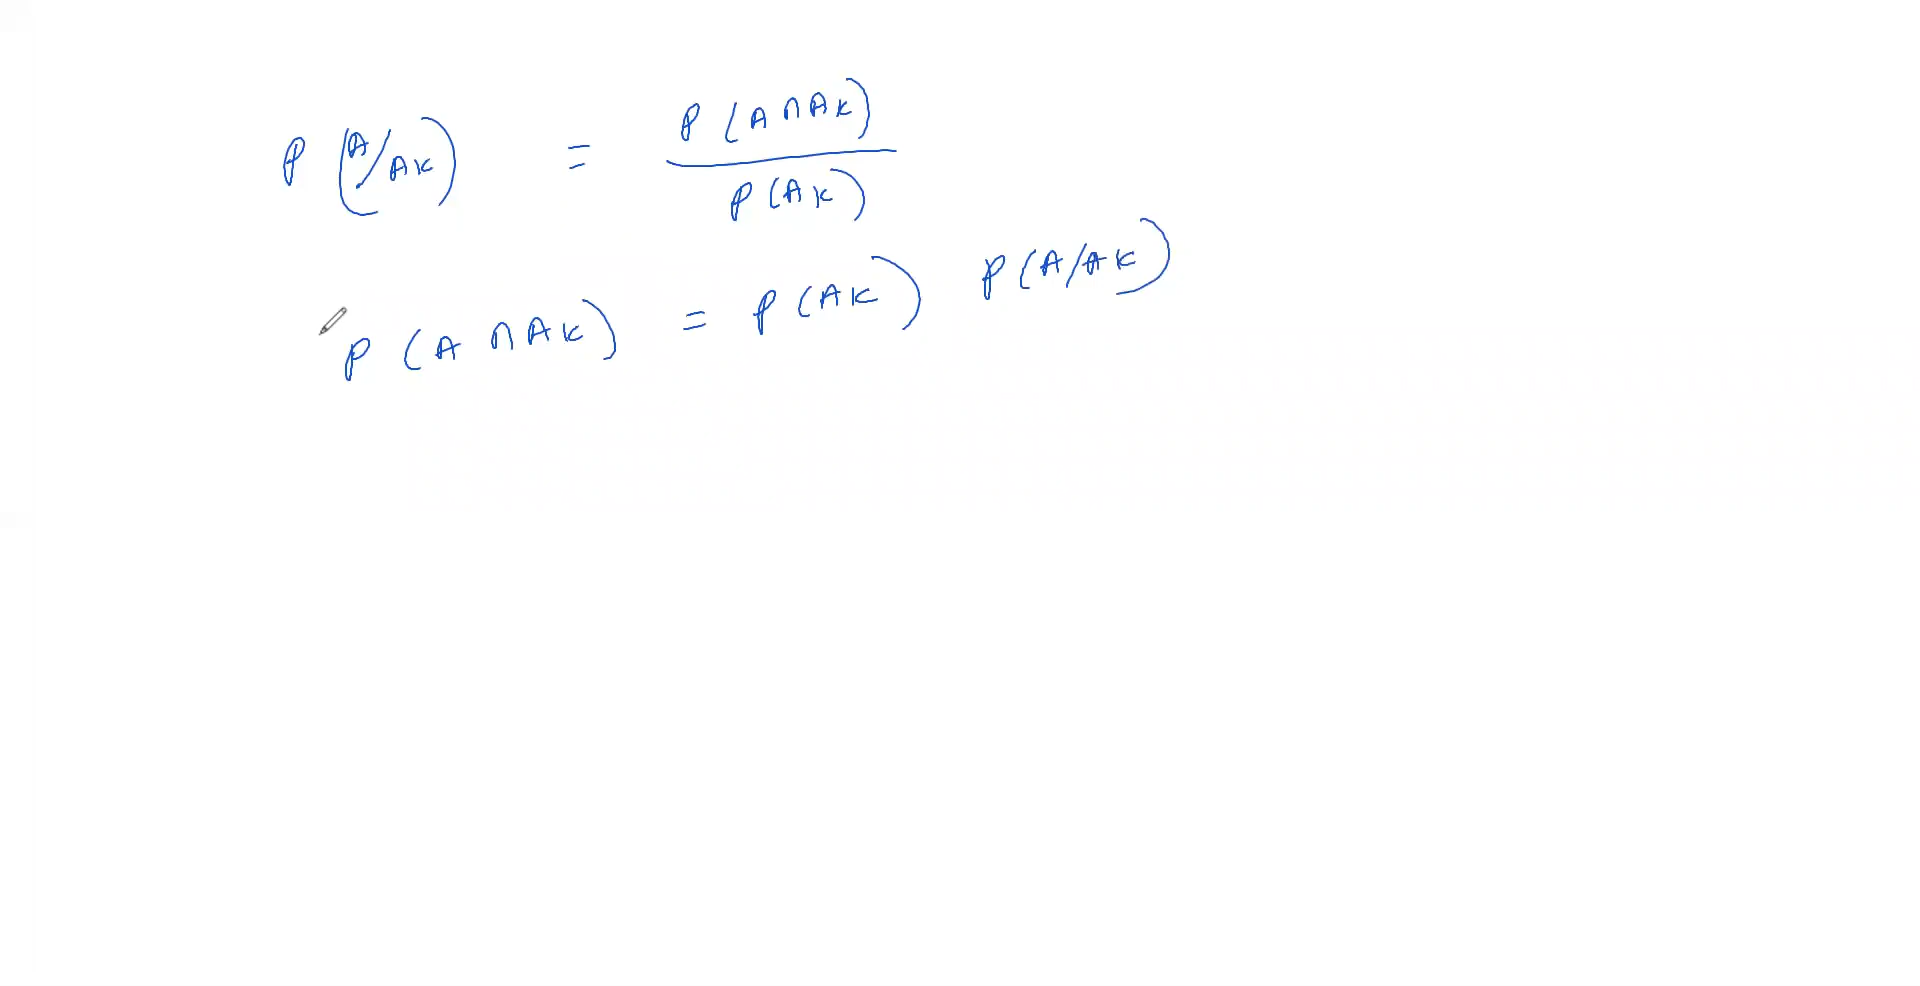 P (A/AK) = P (A ∩ AK) / P (AK)
P (A ∩ AK) = P (AK) P (A/AK)